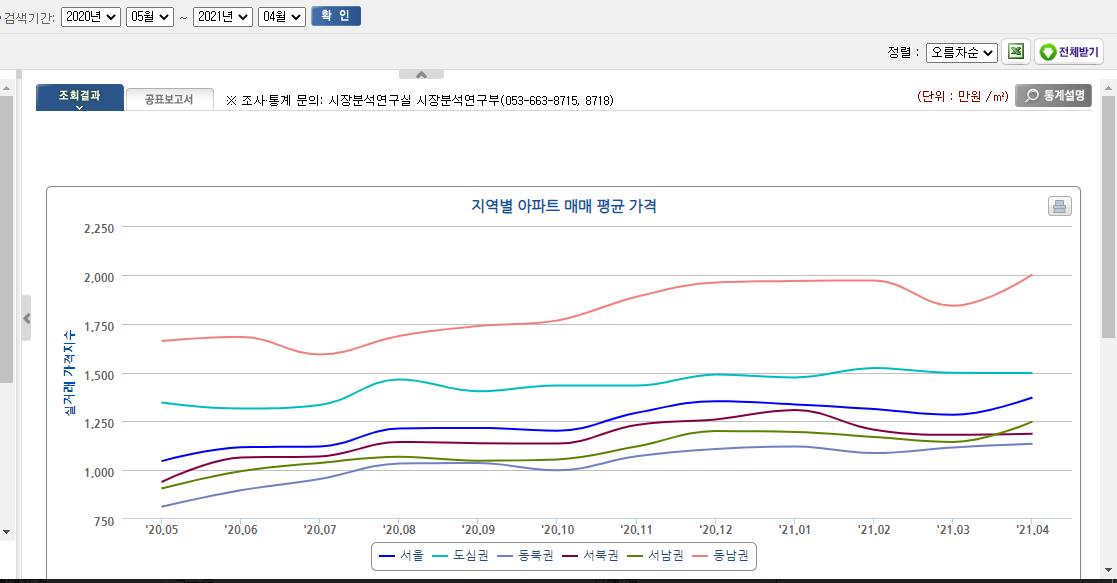 검색기간: 2020년 05월 ~ 2021년 04월 확 인
정렬 : 오름차순 전체받기
조회결과 공표보고서 ※ 조사·통계 문의: 시장분석연구실 시장분석연구부(053-663-8715, 8718) (단위 : 만원 /㎡) 통계설명
지역별 아파트 매매 평균 가격
실거래 가격지수
2,250
2,000
1,750
1,500
1,250
1,000
750
'20.05 '20.06 '20.07 '20.08 '20.09 '20.10 '20.11 '20.12 '21.01 '21.02 '21.03 '21.04
서울 도심권 동북권 서북권 서남권 동남권